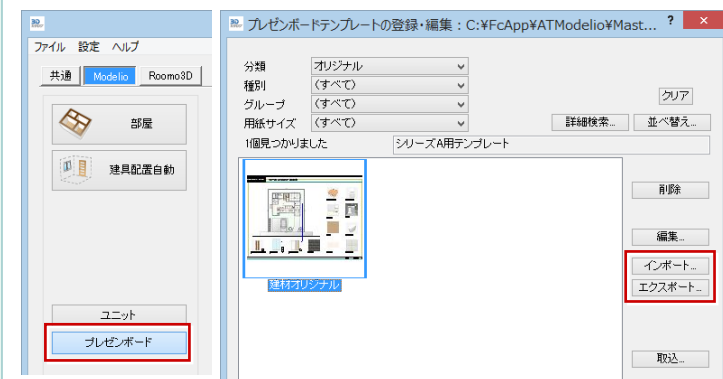 ファイル 設定 ヘルプ
共通 Modelio Roomo3D
部屋
建具配置自動
ユニット
プレゼンボード
プレゼンボードテンプレートの登録・編集:C:¥FcApp¥ATModelio¥Mast...
分類 オリジナル
種別 (すべて)
グループ (すべて)
クリア
用紙サイズ (すべて)
詳細検索... 並べ替え...
1個見つかりました シリーズA用テンプレート
削除
編集...
インポート...
エクスポート...
建材オリジナル
取込...